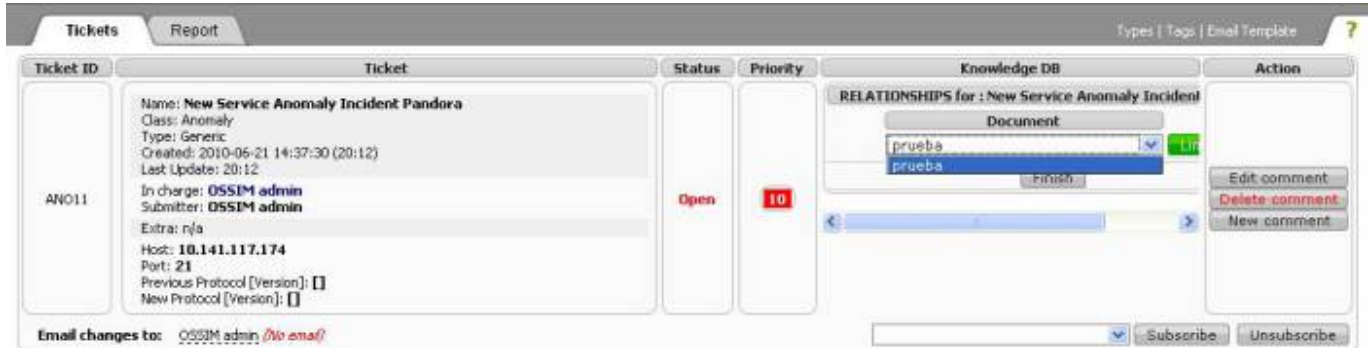 Tickets Report Types | Tags | Email Template ?
Ticket ID Ticket Status Priority Knowledge DB Action
Name: New Service Anomaly Incident Pandora
Class: Anomaly
Type: Generic
Created: 2010-06-21 14:37:30 (20:12)
Last Update: 20:12
In charge: OSSIM admin
Submitter: OSSIM admin
Extra: n/a
Host: 10.141.117.174
Port: 21
Previous Protocol [Version]: []
New Protocol [Version]: []
ANO11
Open
10
RELATIONSHIPS for : New Service Anomaly Incident
Document
prueba
prueba
Finish
Edit comment
Delete comment
New comment
Email changes to: OSSIM admin (No email) Subscribe Unsubscribe